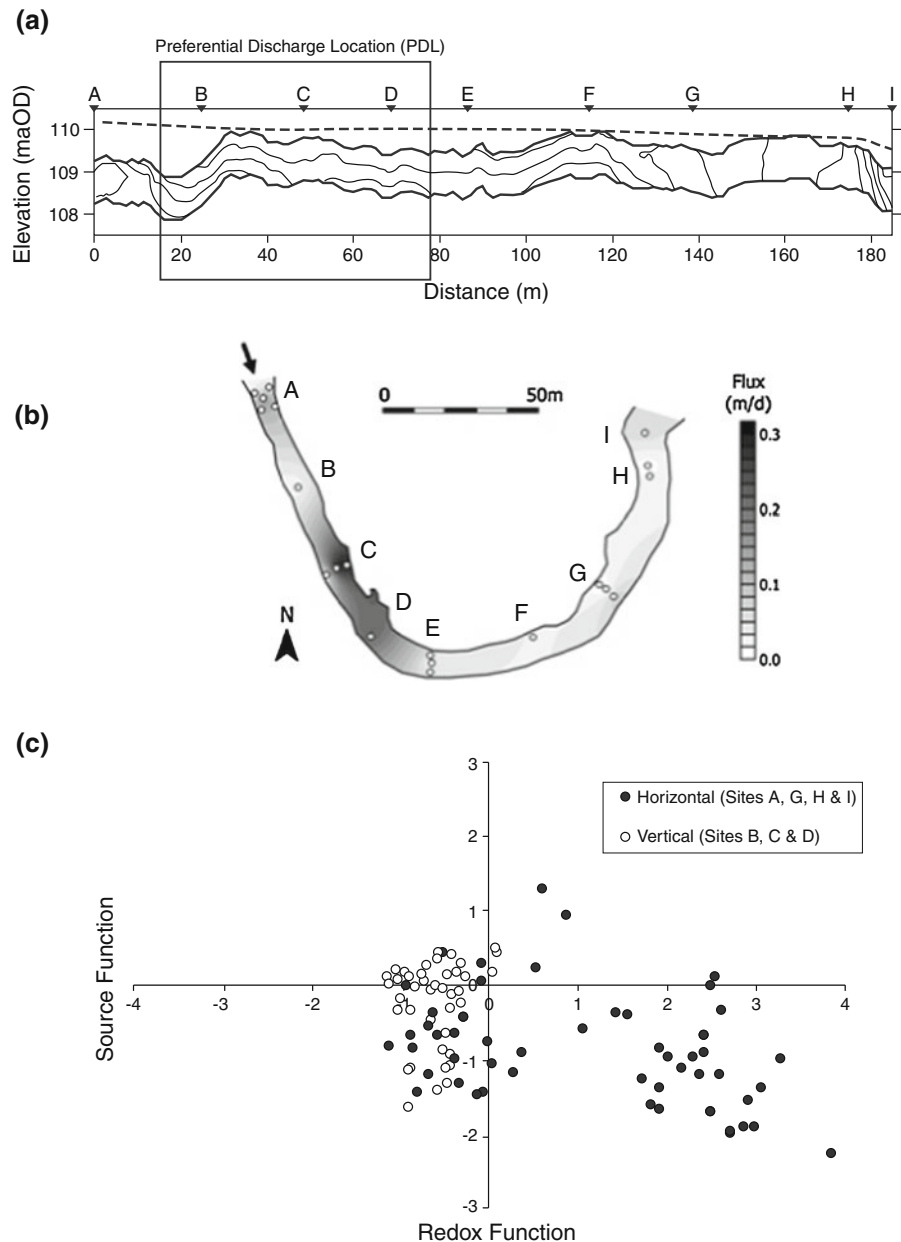 (a)
Preferential Discharge Location (PDL)
A B C D E F G H I
Elevation (maOD)
110
109
108
0 20 40 60 80 100 120 140 160 180
Distance (m)
(b)
A
B
C
D
E
F
G
H
I
N
0 50m
Flux
(m/d)
0.3
0.2
0.1
0.0
(c)
Horizontal (Sites A, G, H & I)
Vertical (Sites B, C & D)
Source Function
3
2
1
0
-1
-2
-3
-4 -3 -2 -1 0 1 2 3 4
Redox Function